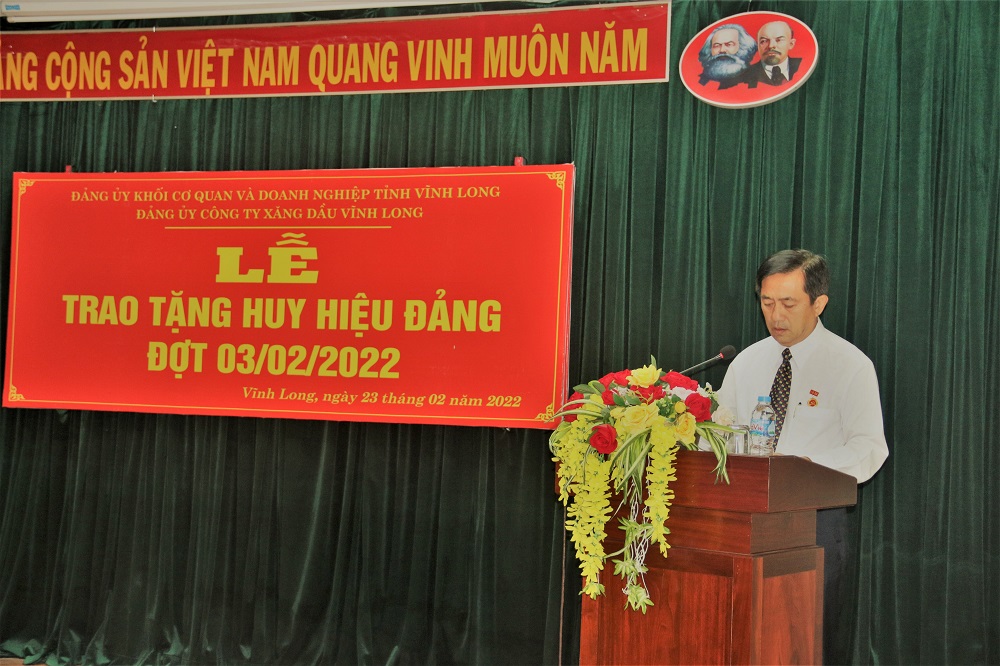 ẢNG CỘNG SẢN VIỆT NAM QUANG VINH MUÔN NĂM
ĐẢNG ỦY KHỐI CƠ QUAN VÀ DOANH NGHIỆP TỈNH VĨNH LONG
ĐẢNG ỦY CÔNG TY XĂNG DẦU VĨNH LONG
LỄ
TRAO TẶNG HUY HIỆU ĐẢNG
ĐỢT 03/02/2022
Vĩnh Long, ngày 23 tháng 02 năm 2022